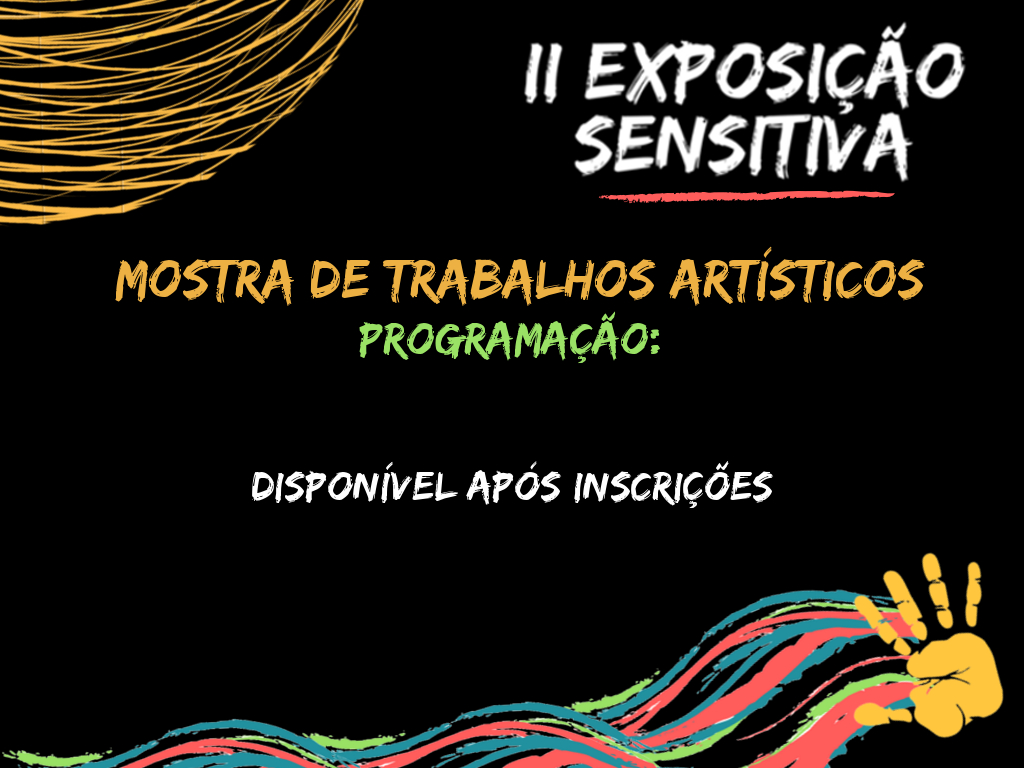 II EXPOSIÇÃO
SENSITIVA
MOSTRA DE TRABALHOS ARTÍSTICOS
PROGRAMAÇÃO:
DISPONÍVEL APÓS INSCRIÇÕES